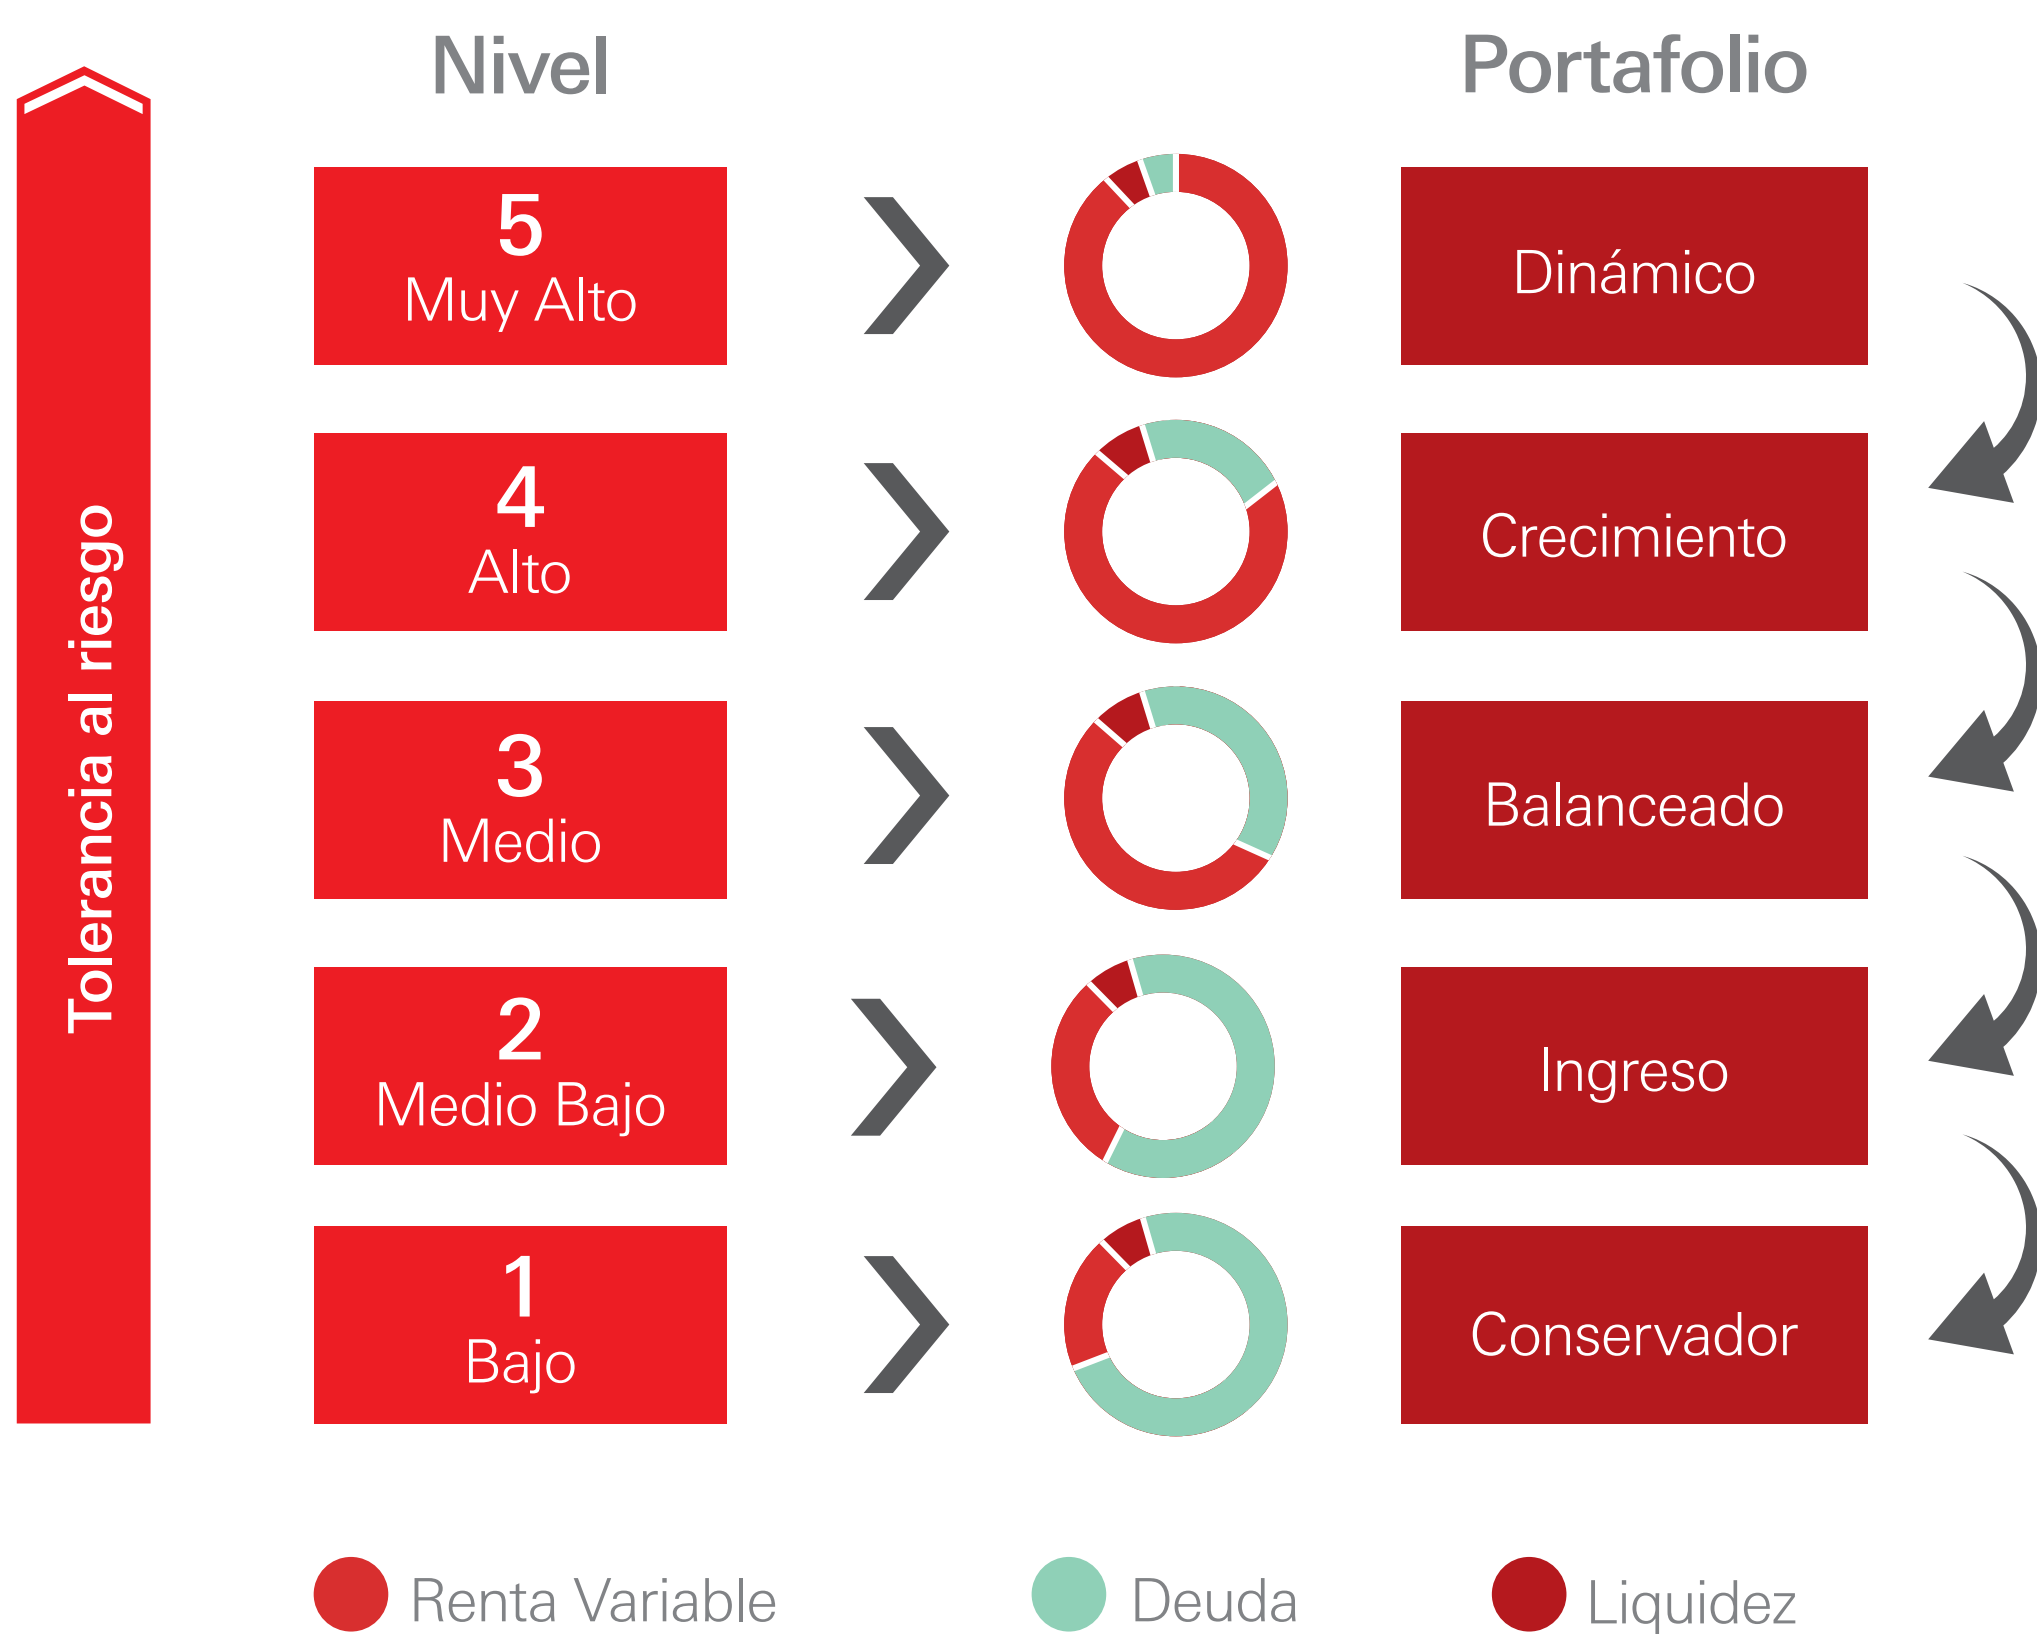 Nivel
Portafolio
Tolerancia al riesgo
5
Muy Alto
Dinámico
4
Alto
Crecimiento
3
Medio
Balanceado
2
Medio Bajo
Ingreso
1
Bajo
Conservador
Renta Variable
Deuda
Liquidez